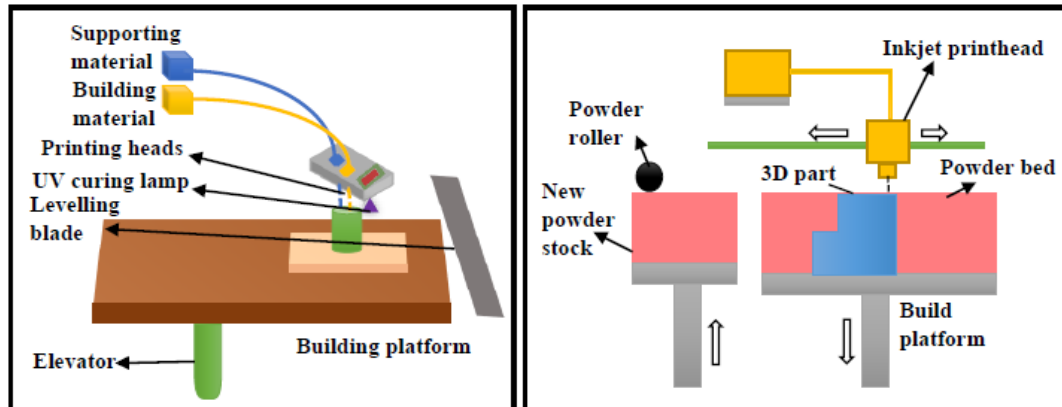 Supporting
material
Building
material
Printing heads
UV curing lamp
Levelling
blade
Elevator
Building platform
Inkjet printhead
Powder
roller
3D part
Powder bed
New
powder
stock
Build
platform